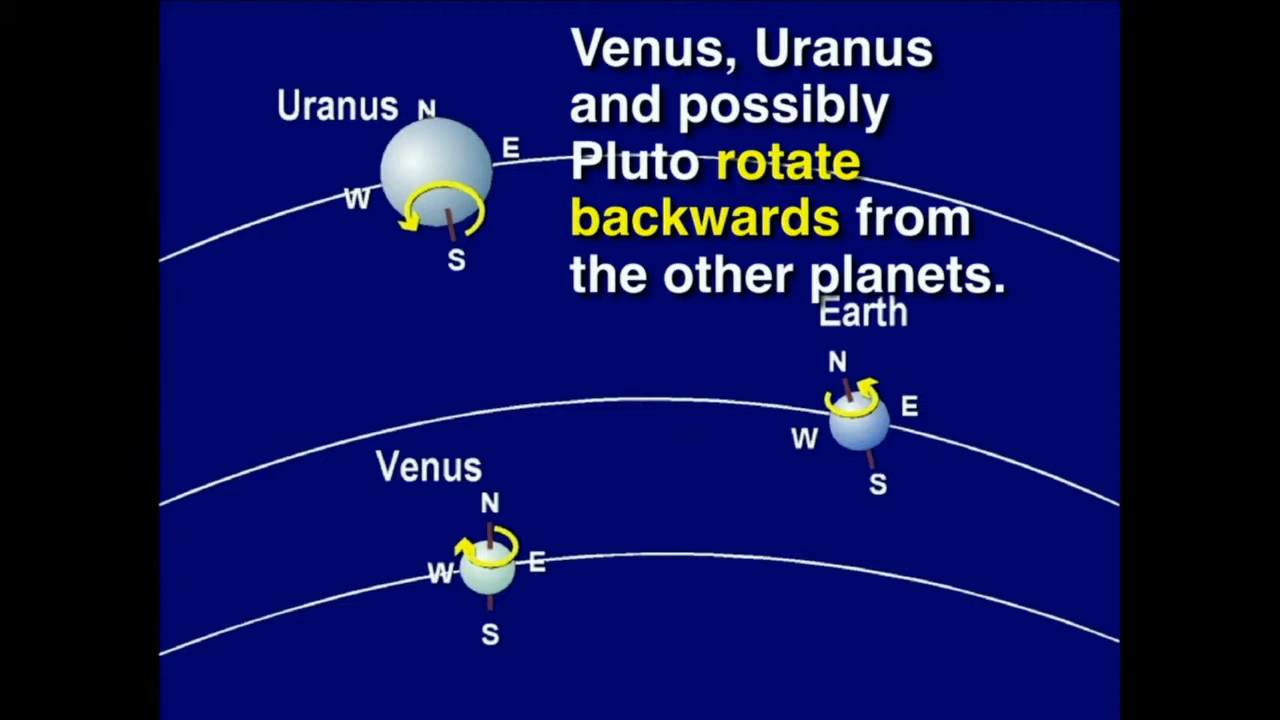 Venus, Uranus
and possibly
Pluto rotate
backwards from
the other planets.
Uranus N
E
W
S
Earth
N
E
W
S
Venus
N
W E
S